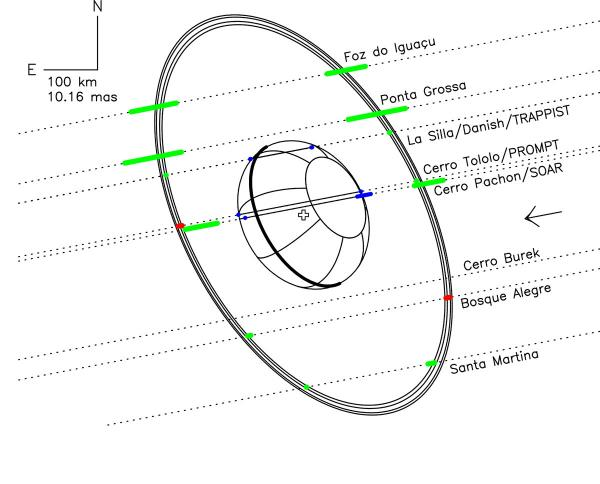 N
E
100 km
10.16 mas
Foz do Iguaçu
Ponta Grossa
La Silla/Danish/TRAPPIST
Cerro Tololo/PROMPT
Cerro Pachon/SOAR
Cerro Burek
Bosque Alegre
Santa Martina